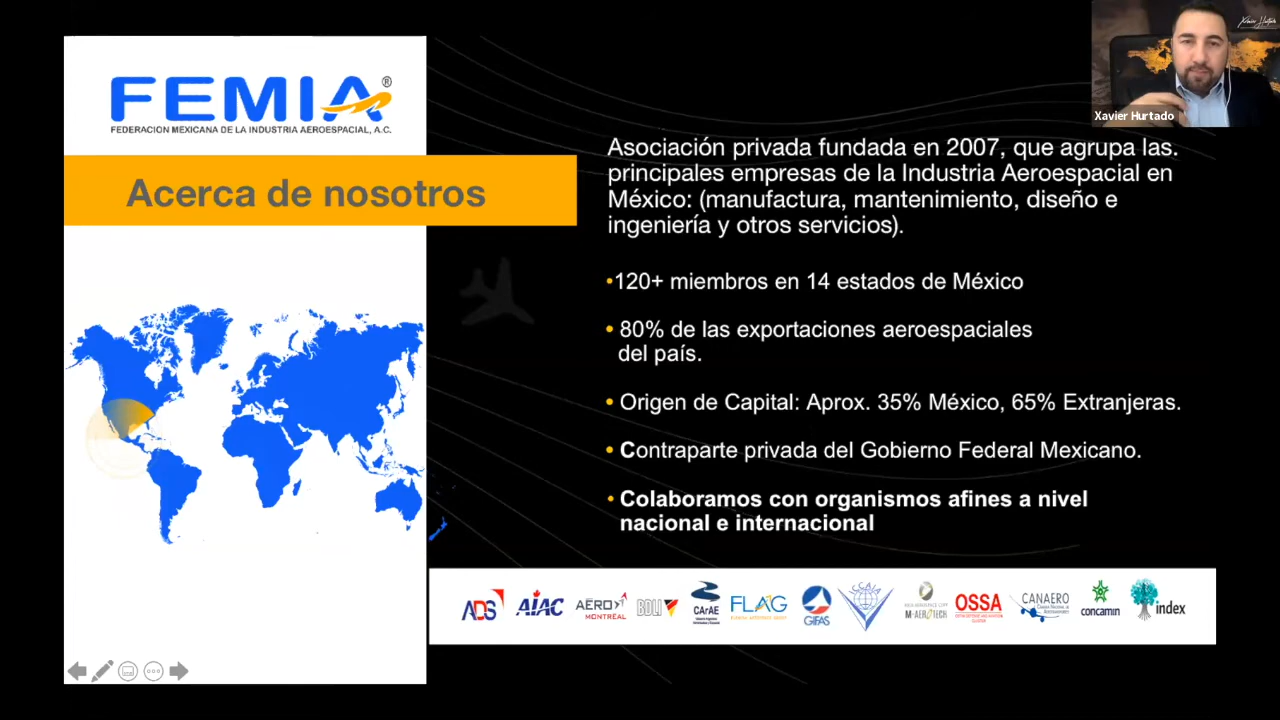 Xavier Hurtado
FEMIA®
FEDERACION MEXICANA DE LA INDUSTRIA AEROESPACIAL, A.C.
Acerca de nosotros
Asociación privada fundada en 2007, que agrupa las.
principales empresas de la Industria Aeroespacial en
México: (manufactura, mantenimiento, diseño e
ingeniería y otros servicios).
•120+ miembros en 14 estados de México
• 80% de las exportaciones aeroespaciales
del país.
• Origen de Capital: Aprox. 35% México, 65% Extranjeras.
• Contraparte privada del Gobierno Federal Mexicano.
• Colaboramos con organismos afines a nivel
nacional e internacional
ADS
AIAC
AÉRO
MONTRÉAL
BDLI
CArAE
FLAG
GIFAS
M-AEROTECH
OSSA
CANAERO
concamin
index